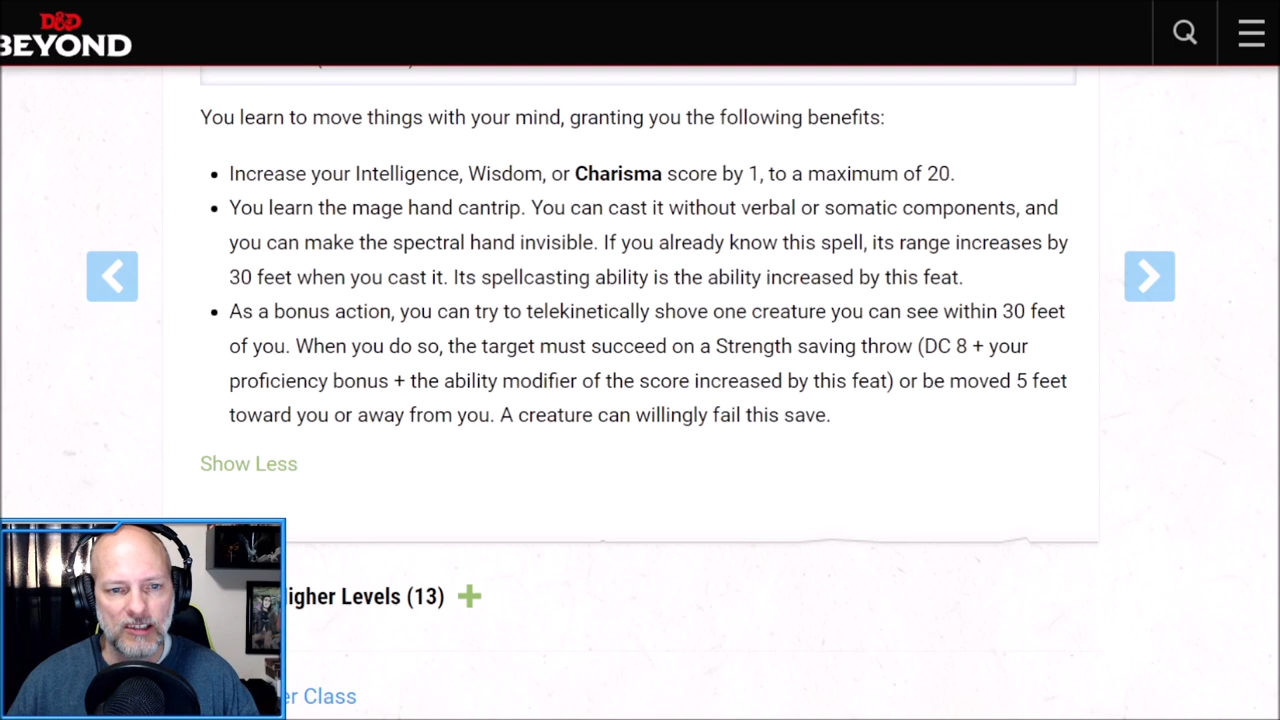 D&D
BEYOND
You learn to move things with your mind, granting you the following benefits:
• Increase your Intelligence, Wisdom, or Charisma score by 1, to a maximum of 20.
• You learn the mage hand cantrip. You can cast it without verbal or somatic components, and
you can make the spectral hand invisible. If you already know this spell, its range increases by
30 feet when you cast it. Its spellcasting ability is the ability increased by this feat.
• As a bonus action, you can try to telekinetically shove one creature you can see within 30 feet
of you. When you do so, the target must succeed on a Strength saving throw (DC 8 + your
proficiency bonus + the ability modifier of the score increased by this feat) or be moved 5 feet
toward you or away from you. A creature can willingly fail this save.
Show Less
igher Levels (13)
er Class